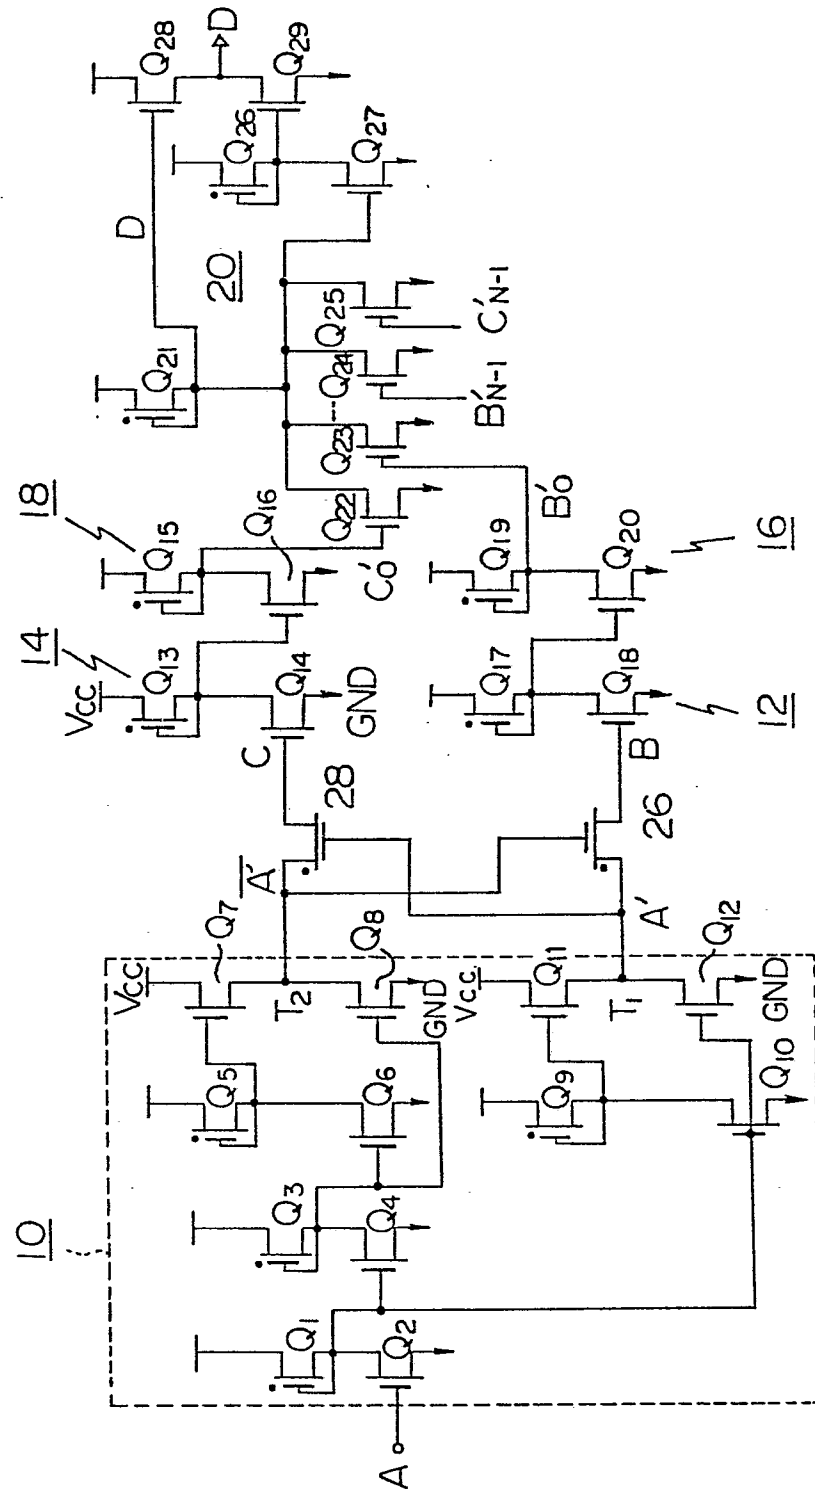 10
A
Q1
Q2
Q3
Q4
Q5
Q6
Vcc
Q7
T2
Q8
GND
Q9
Q10
Vcc
Q11
T1
Q12
GND
A'
A'
28
26
C
B
14
Vcc
Q13
Q14
GND
18
Q15
Q16
C'0
Q17
Q18
12
Q19
Q20
16
B'0
Q21
Q22
Q23
---
Q24
Q25
B'N-1
C'N-1
20
D
Q26
Q27
Q28
Q29
D